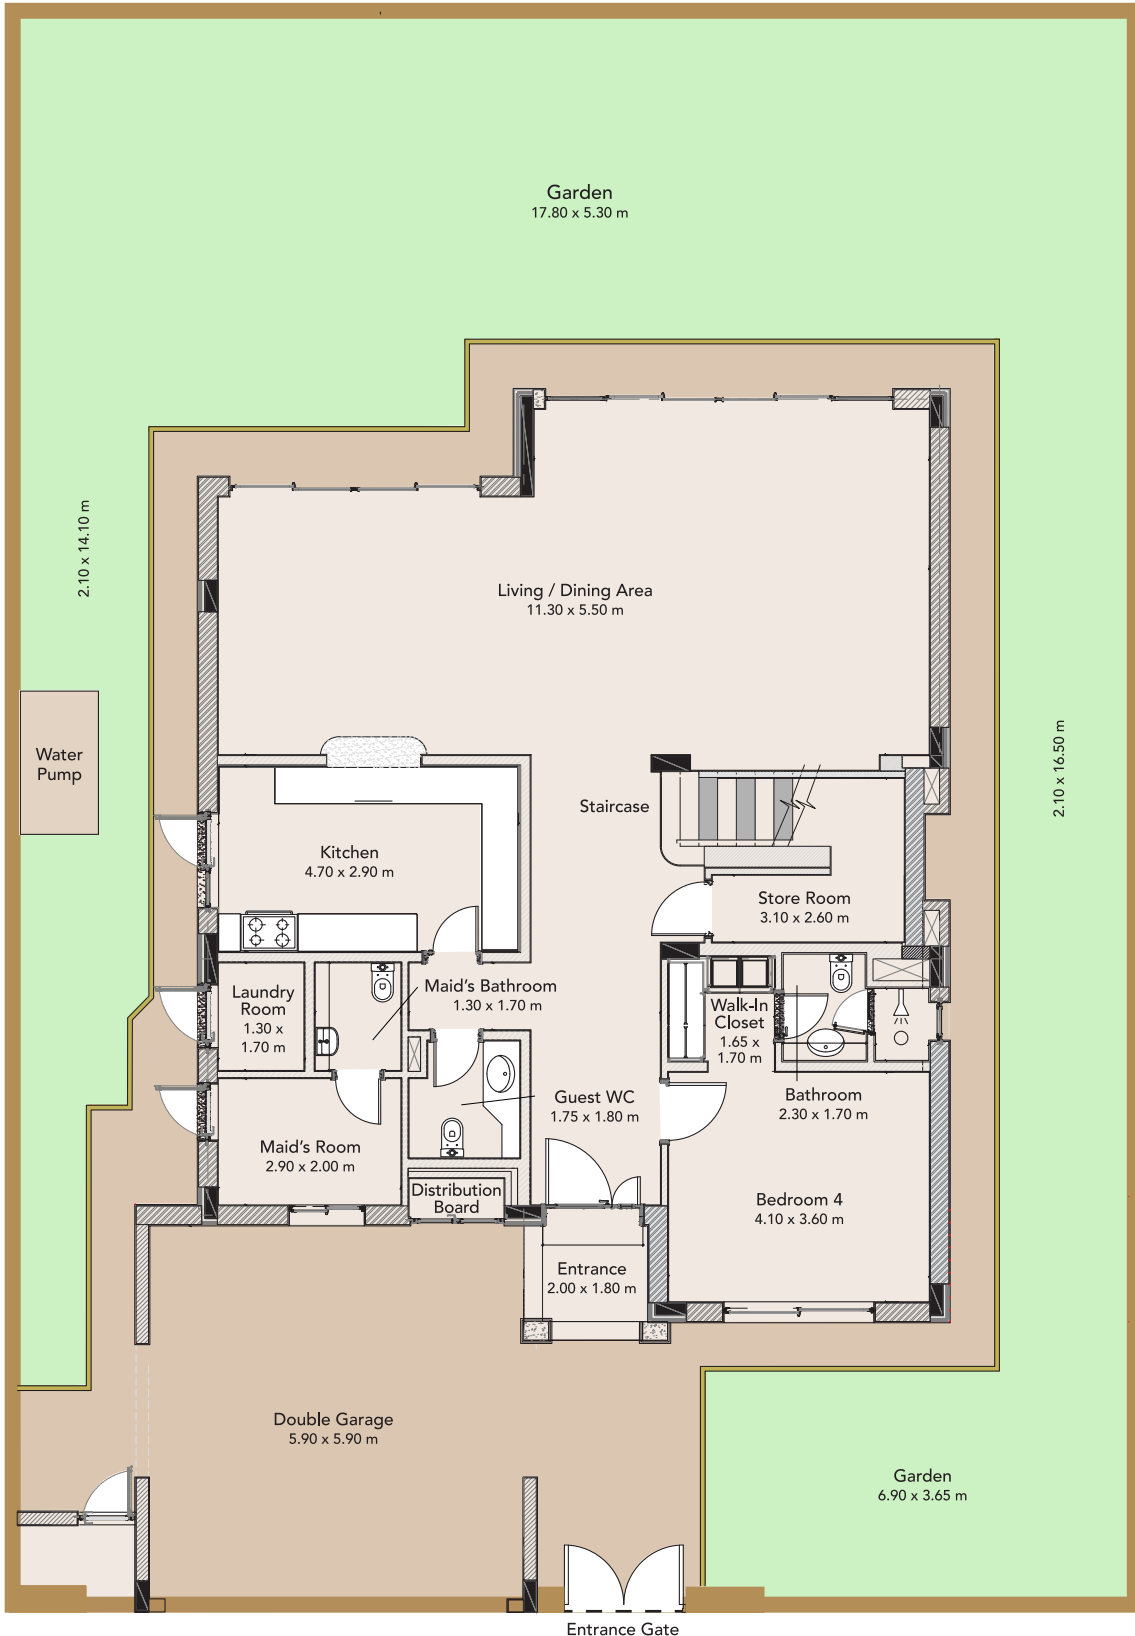 Garden
17.80 x 5.30 m
2.10 x 14.10 m
Living / Dining Area
11.30 x 5.50 m
Water
Pump
2.10 x 16.50 m
Staircase
Kitchen
4.70 x 2.90 m
Store Room
3.10 x 2.60 m
Laundry
Room
1.30 x
1.70 m
Maid's Bathroom
1.30 x 1.70 m
Walk-In
Closet
1.65 x
1.70 m
Guest WC
1.75 x 1.80 m
Bathroom
2.30 x 1.70 m
Maid's Room
2.90 x 2.00 m
Distribution
Board
Bedroom 4
4.10 x 3.60 m
Entrance
2.00 x 1.80 m
Double Garage
5.90 x 5.90 m
Garden
6.90 x 3.65 m
Entrance Gate